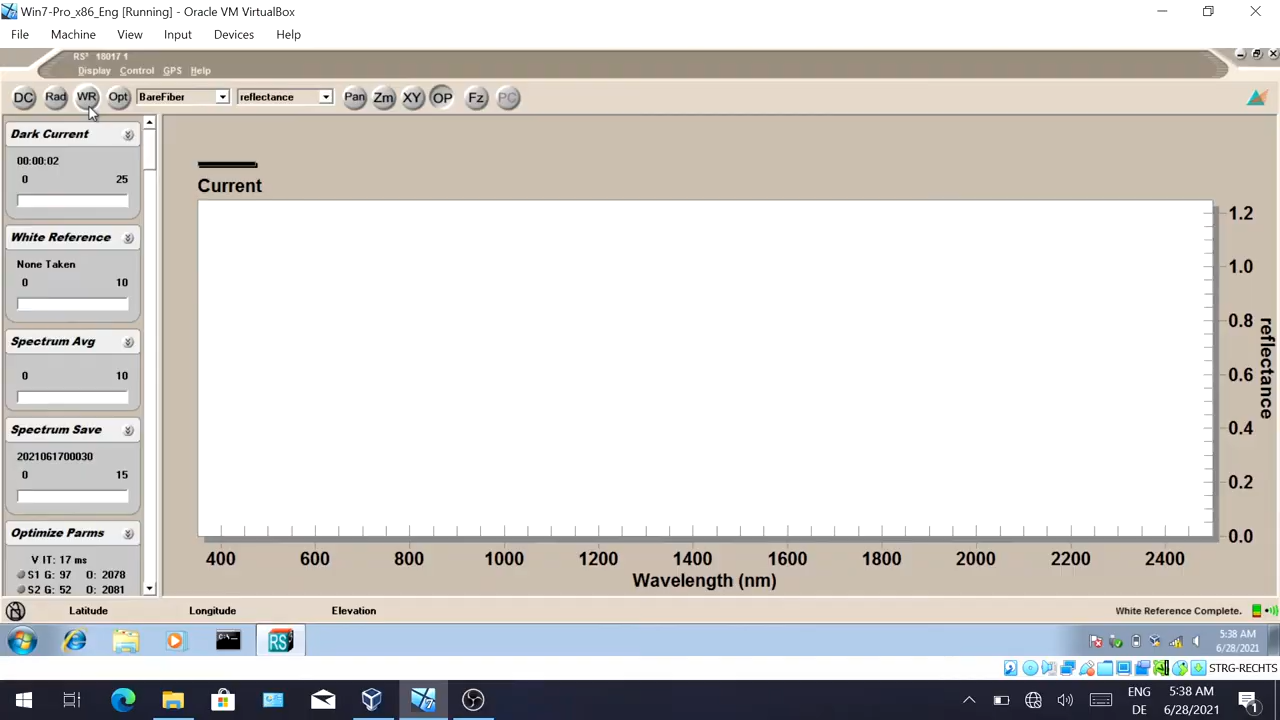 Win7-Pro_x86_Eng [Running] - Oracle VM VirtualBox
File Machine View Input Devices Help
RS³ 18017 1
Display Control GPS Help
DC Rad WR Opt BareFiber reflectance Pan Zm XY OP Fz PC
Dark Current
00:00:02
0 25
White Reference
None Taken
0 10
Spectrum Avg
0 10
Spectrum Save
2021061700030
0 15
Optimize Parms
V IT: 17 ms
S1 G: 97 O: 2078
S2 G: 52 O: 2081
Current
1.2
1.0
0.8
0.6
0.4
0.2
0.0
reflectance
400 600 800 1000 1200 1400 1600 1800 2000 2200 2400
Wavelength (nm)
Latitude Longitude Elevation White Reference Complete.
RS³
5:38 AM
6/28/2021
STRG-RECHTS
ENG
DE
5:38 AM
6/28/2021
1